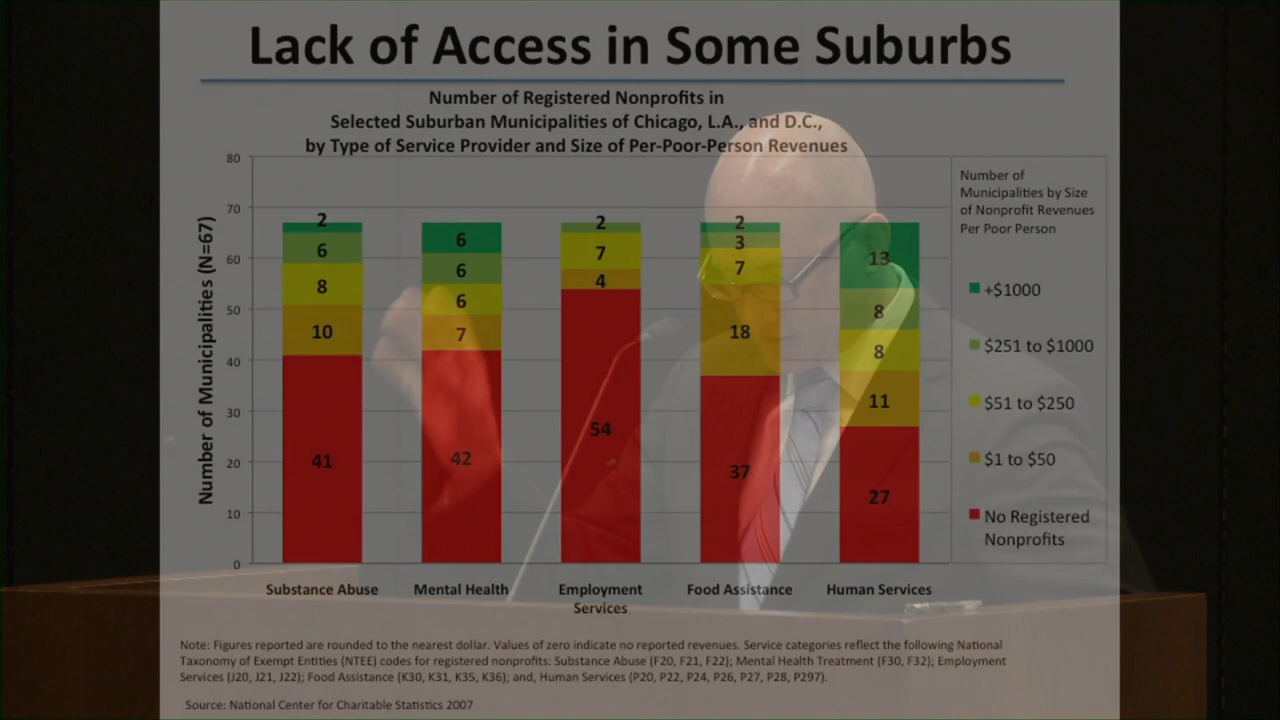 Lack of Access in Some Suburbs
Number of Registered Nonprofits in
Selected Suburban Municipalities of Chicago, L.A., and D.C.,
by Type of Service Provider and Size of Per-Poor-Person Revenues
Number of Municipalities (N=67)
80
70
60
50
40
30
20
10
0
2
6
8
10
41
6
6
6
7
42
2
7
4
54
2
3
7
18
37
13
8
8
11
27
Substance Abuse
Mental Health
Employment
Services
Food Assistance
Human Services
Number of
Municipalities by Size
of Nonprofit Revenues
Per Poor Person
+$1000
$251 to $1000
$51 to $250
$1 to $50
No Registered
Nonprofits
Note: Figures reported are rounded to the nearest dollar. Values of zero indicate no reported revenues. Service categories reflect the following National
Taxonomy of Exempt Entities (NTEE) codes for registered nonprofits: Substance Abuse (F20, F21, F22); Mental Health Treatment (F30, F32); Employment
Services (J20, J21, J22); Food Assistance (K30, K31, K35, K36); and, Human Services (P20, P22, P24, P26, P27, P28, P297).
Source: National Center for Charitable Statistics 2007